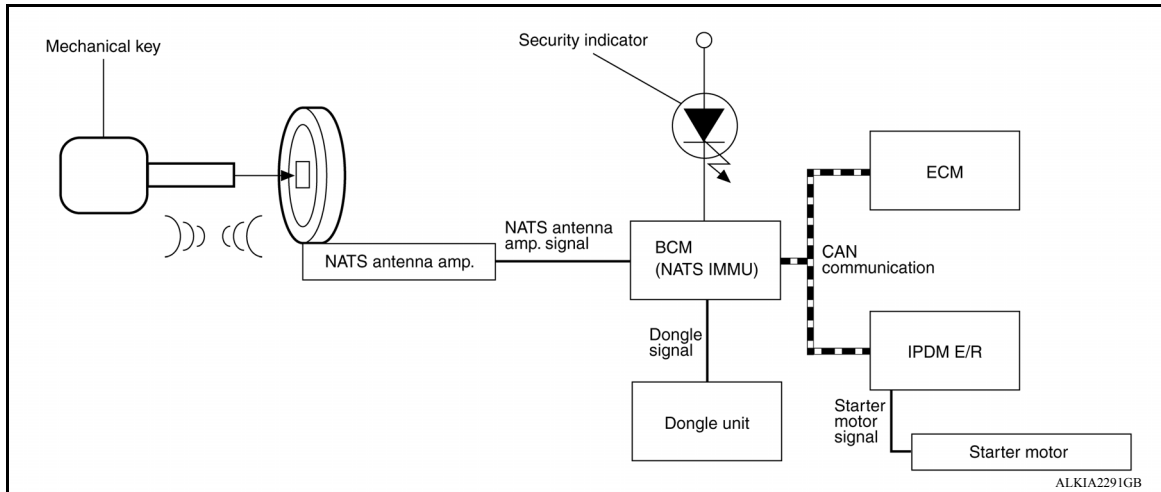 Mechanical key
Security indicator
NATS antenna
amp. signal
NATS antenna amp.
BCM
(NATS IMMU)
ECM
CAN
communication
Dongle
signal
IPDM E/R
Dongle unit
Starter
motor
signal
Starter motor
ALKIA2291GB